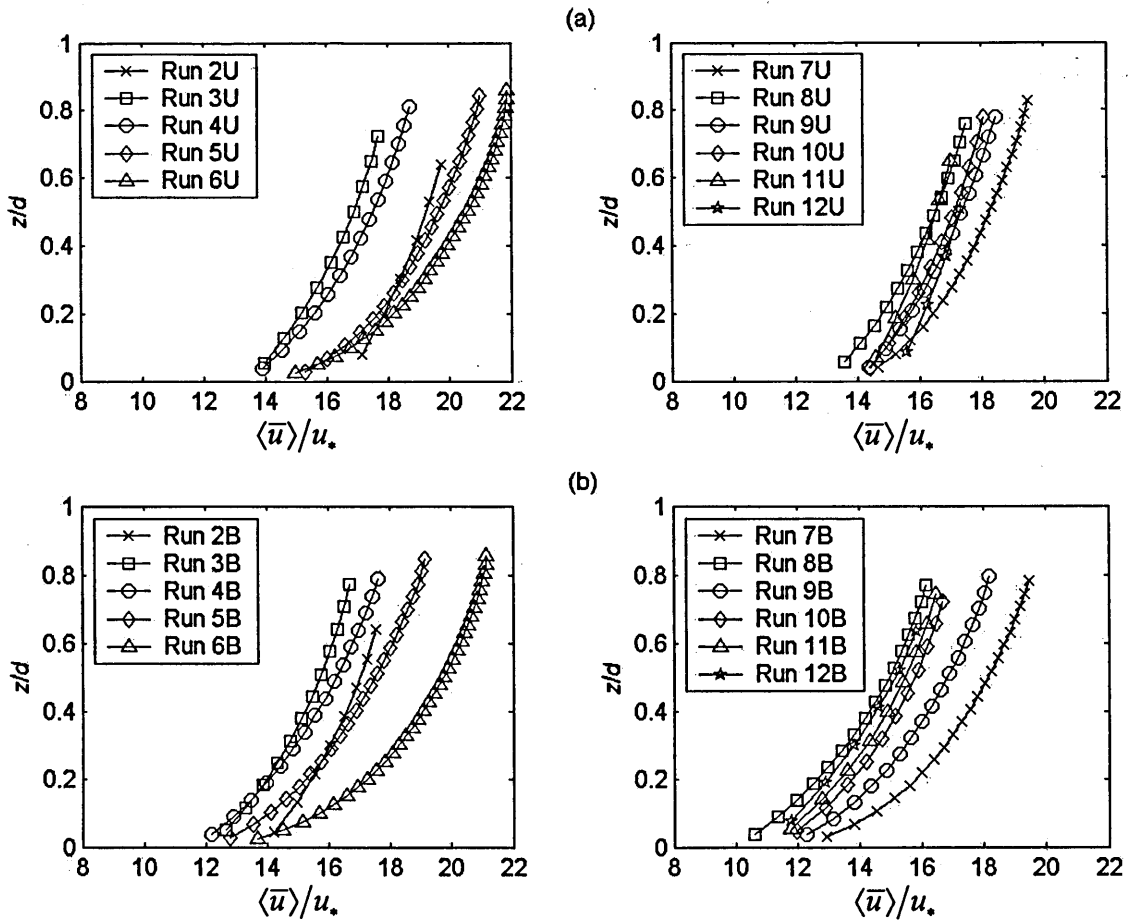 (a)
1
0.8
0.6
0.4
0.2
0
z/d
Run 2U
Run 3U
Run 4U
Run 5U
Run 6U
8 10 12 14 16 18 20 22
⟨u̅⟩/u*
1
0.8
0.6
0.4
0.2
0
z/d
Run 7U
Run 8U
Run 9U
Run 10U
Run 11U
Run 12U
8 10 12 14 16 18 20 22
⟨u̅⟩/u*
(b)
1
0.8
0.6
0.4
0.2
0
z/d
Run 2B
Run 3B
Run 4B
Run 5B
Run 6B
8 10 12 14 16 18 20 21 22
⟨u̅⟩/u*
1
0.8
0.6
0.4
0.2
0
z/d
Run 7B
Run 8B
Run 9B
Run 10B
Run 11B
Run 12B
8 10 12 14 16 18 20 22
⟨u̅⟩/u*